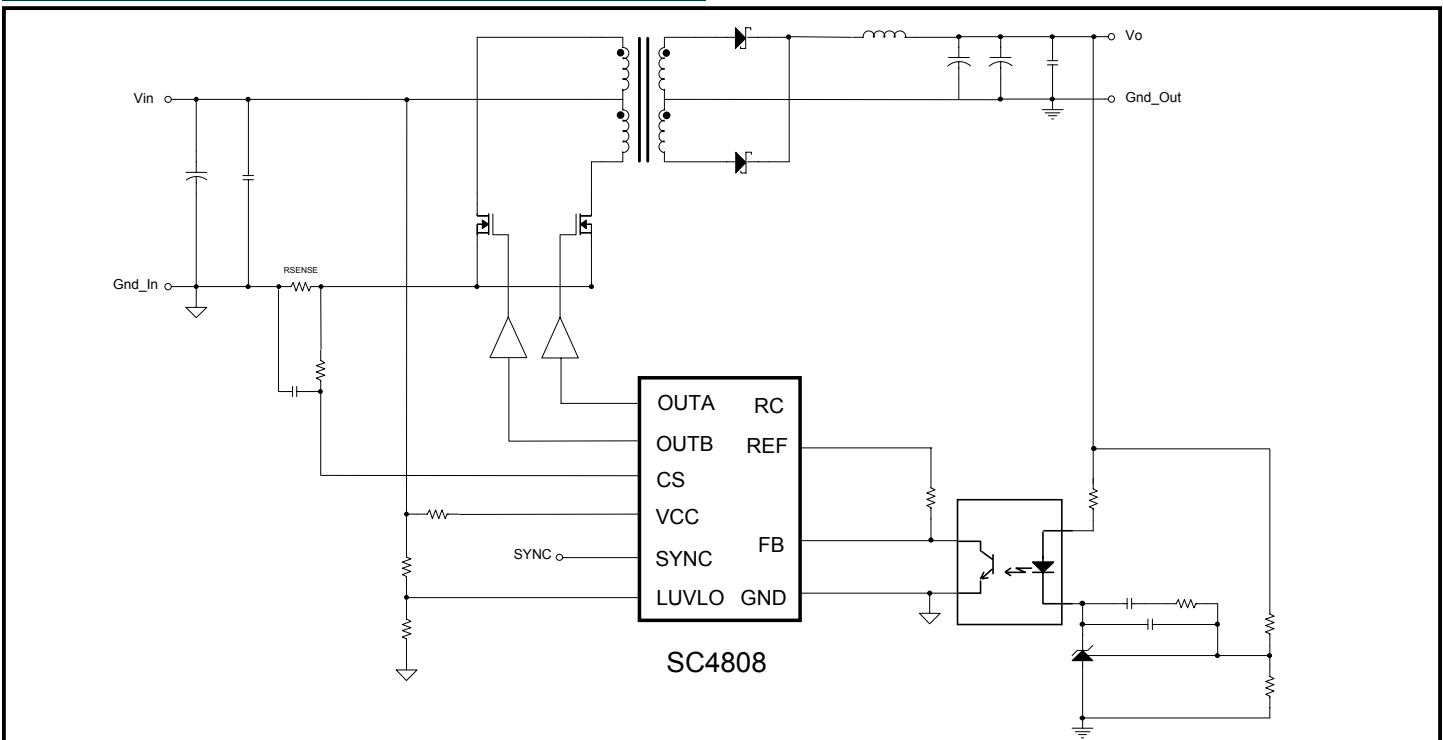 Vo
Vin
Gnd_Out
RSENSE
Gnd_In
OUTA
RC
OUTB
REF
CS
VCC
FB
SYNC
SYNC
LUVLO
GND
SC4808